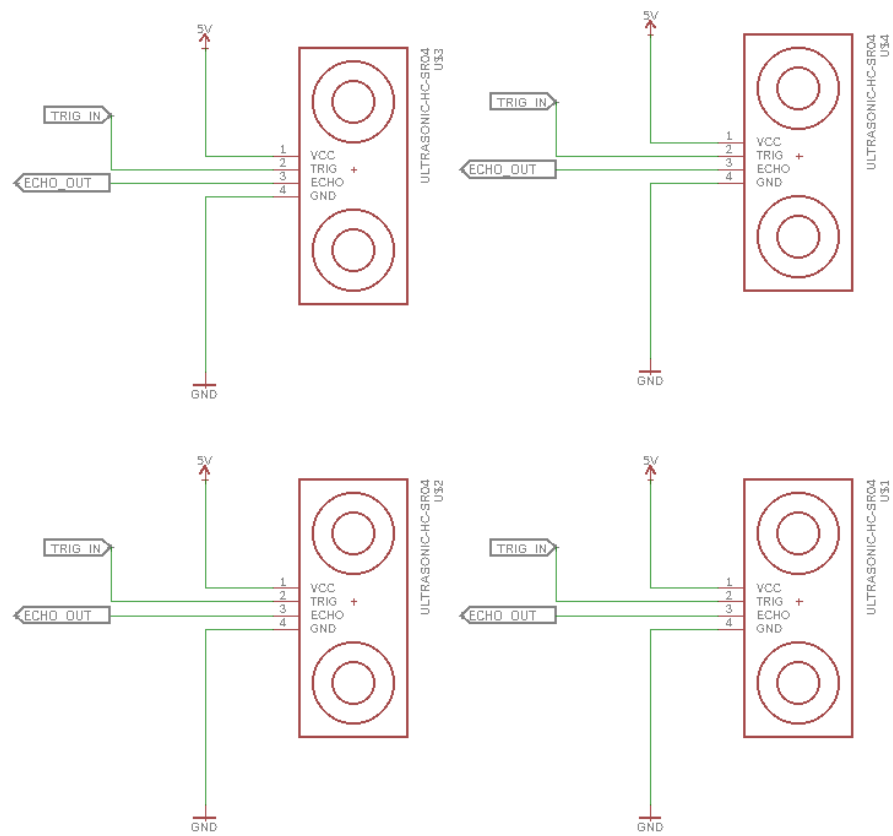 5V
TRIG_IN
ECHO_OUT
1 VCC
2 TRIG
3 ECHO
4 GND
GND
ULTRASONIC-HC-SR04
U$3
5V
TRIG_IN
ECHO_OUT
1 VCC
2 TRIG
3 ECHO
4 GND
GND
ULTRASONIC-HC-SR04
U$4
5V
TRIG_IN
ECHO_OUT
1 VCC
2 TRIG
3 ECHO
4 GND
GND
ULTRASONIC-HC-SR04
U$2
5V
TRIG_IN
ECHO_OUT
1 VCC
2 TRIG
3 ECHO
4 GND
GND
ULTRASONIC-HC-SR04
U$1